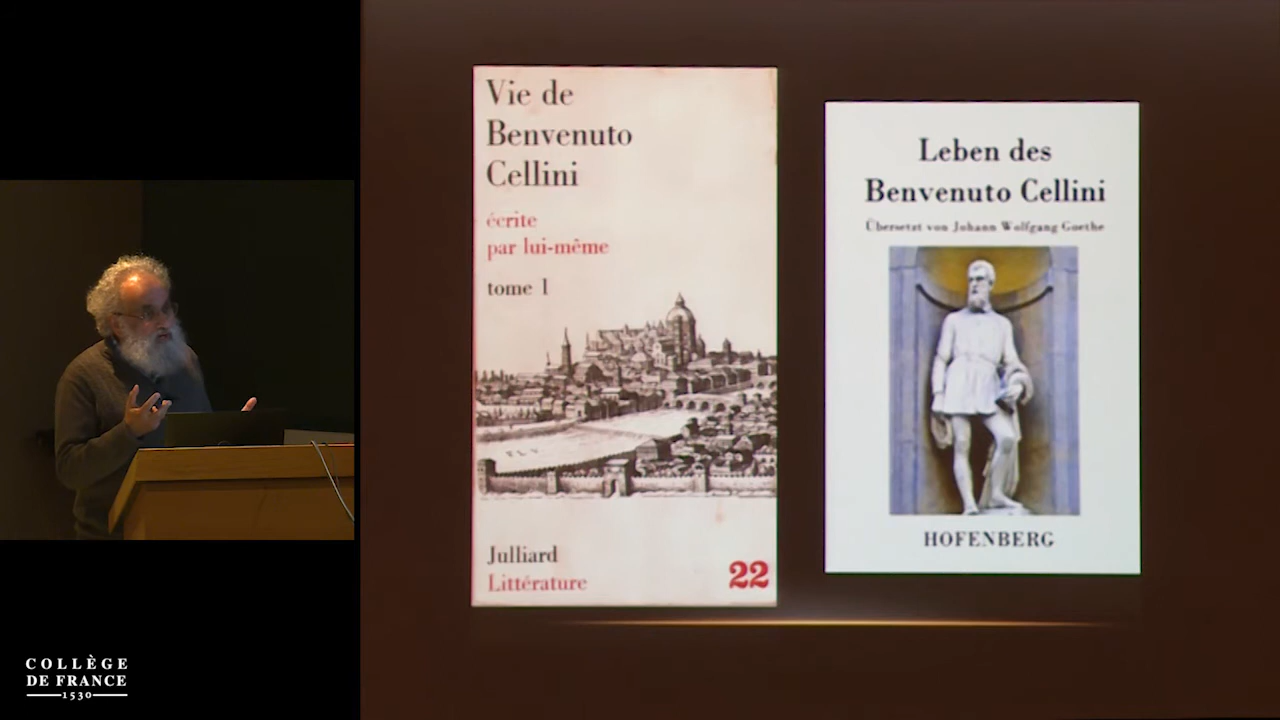 Vie de
Benvenuto
Cellini
écrite
par lui-même
tome 1
Julliard
Littérature
22
Leben des
Benvenuto Cellini
Übersetzt von Johann Wolfgang Goethe
HOFENBERG
COLLÈGE
DE FRANCE
1530